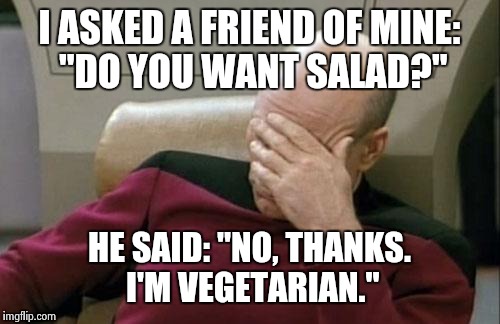 I ASKED A FRIEND OF MINE:
"DO YOU WANT SALAD?"
HE SAID: "NO, THANKS.
I'M VEGETARIAN."
imgflip.com